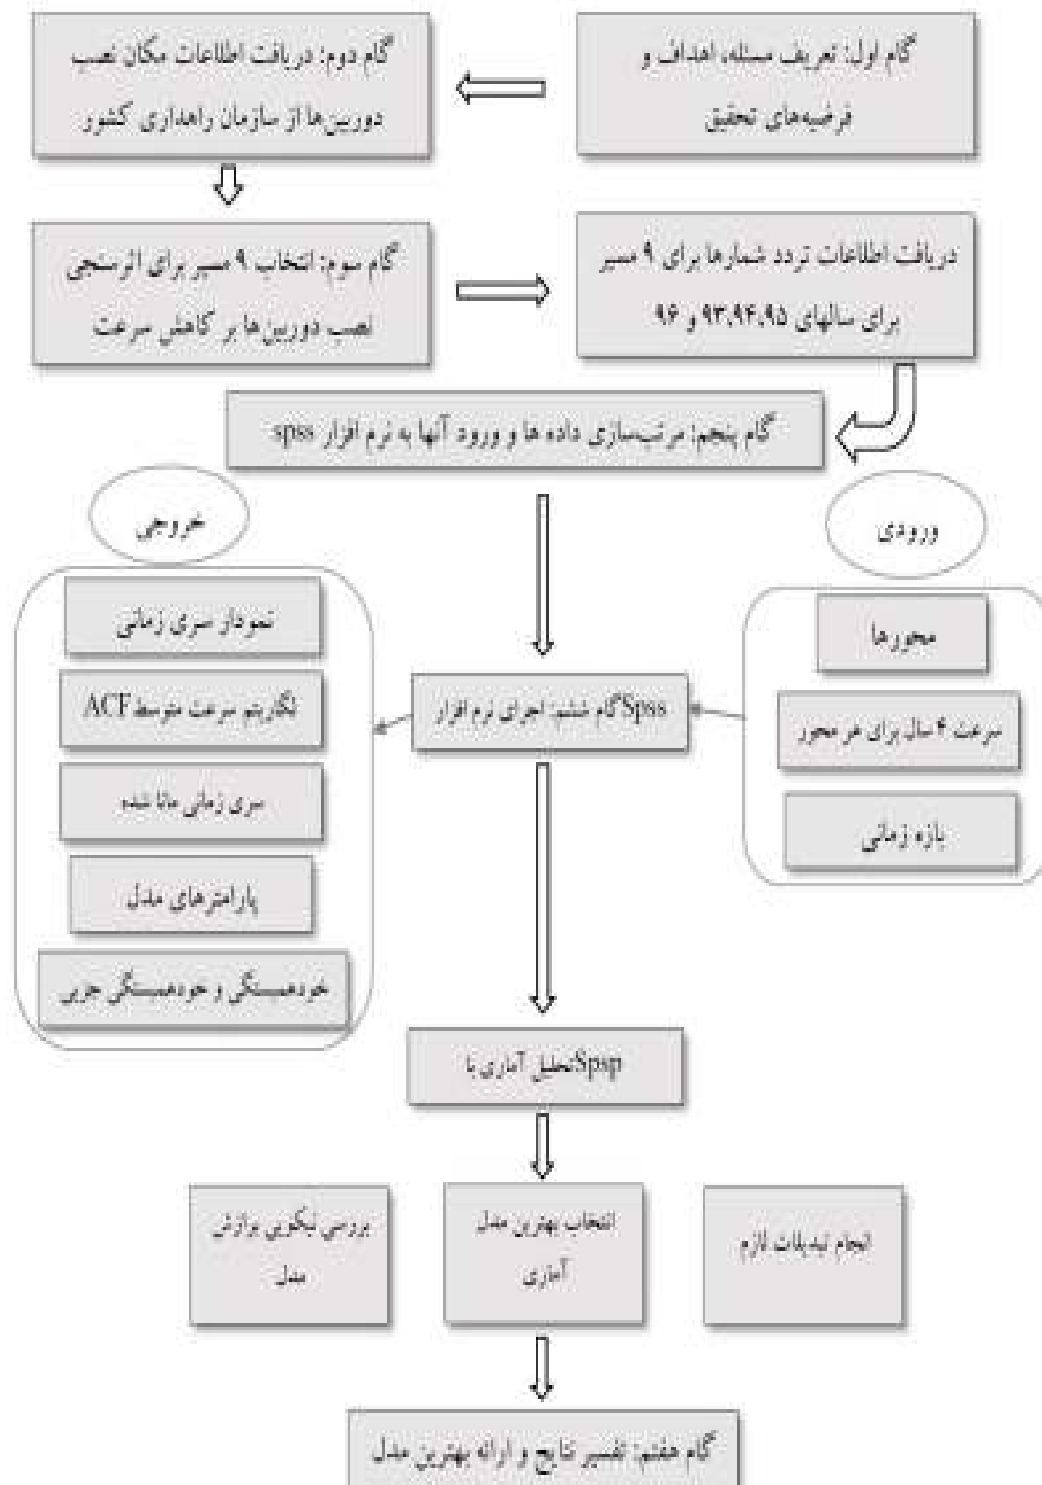 گام اول: تعریف مسئله، اهداف و
فرضیه‌های تحقیق
گام دوم: دریافت اطلاعات مکان نصب
دوربین‌ها از سازمان راهداری کشور
گام سوم: انتخاب ۹ مسیر برای اثرسنجی
نصب دوربین‌ها بر کاهش سرعت
دریافت اطلاعات تردد شمارها برای ۹ مسیر
برای سالهای ۹۳،۹۴،۹۵ و ۹۶
گام پنجم: مرتب‌سازی داده ها و ورود آنها به نرم افزار spss
ورودی
محورها
سرعت ۴ سال برای هر محور
بازه زمانی
Spssگام ششم: اجرای نرم افزار
خروجی
نمودار سری زمانی
لگاریتم سرعت متوسط ACF
سری زمانی مانا شده
پارامترهای مدل
خودهمبستگی و خودهمبستگی جزیی
Spspتحلیل آماری با
انجام تبدیلات لازم
انتخاب بهترین مدل
آماری
بررسی نیکویی برازش
مدل
گام هفتم: تفسیر نتایج و ارائه بهترین مدل